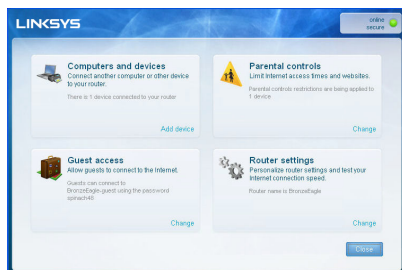 LINKSYS
online
secure
Computers and devices
Connect another computer or other device
to your router.
There is 1 device connected to your router
Add device
Parental controls
Limit Internet access times and websites.
Parental controls restrictions are being applied to
1 device
Change
Guest access
Allow guests to connect to the Internet.
Guests can connect to
BronzeEagle-guest using the password
spinach48
Change
Router settings
Personalize router settings and test your
Internet connection speed.
Router name is BronzeEagle
Change
Close